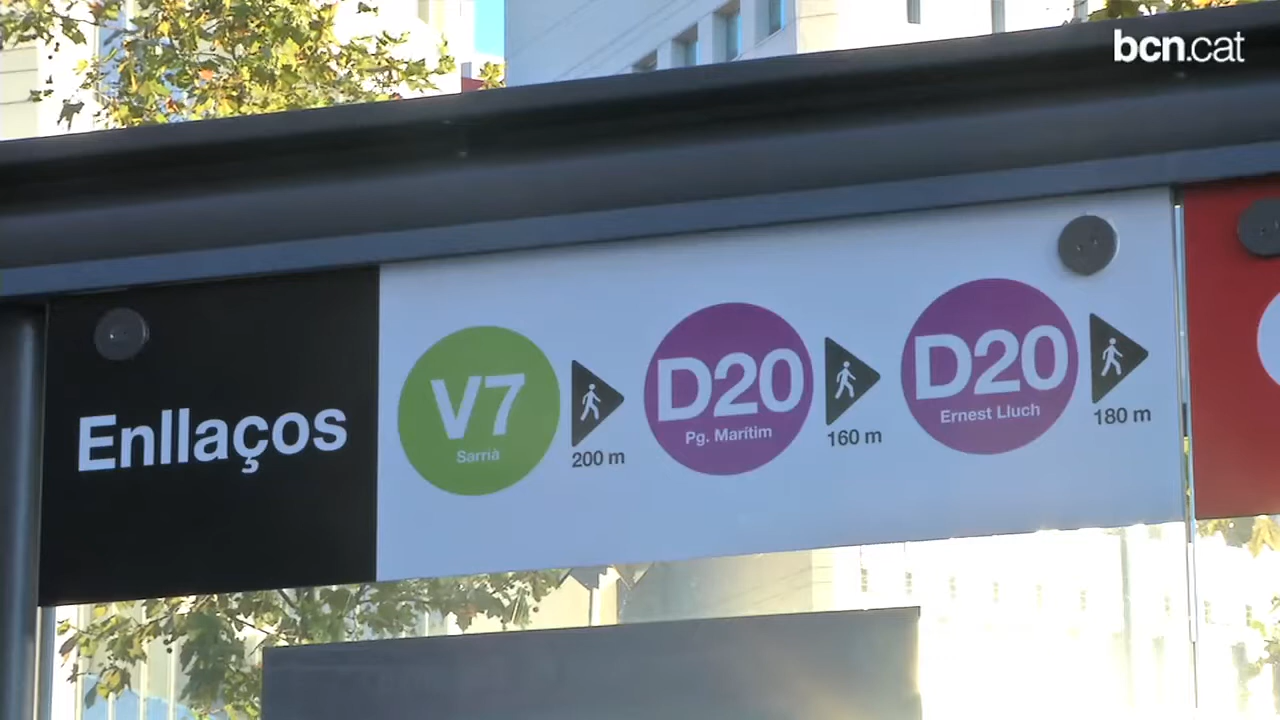 bcn.cat
Enllaços
V7
Sarrià
200 m
D20
Pg. Marítim
160 m
D20
Ernest Lluch
180 m